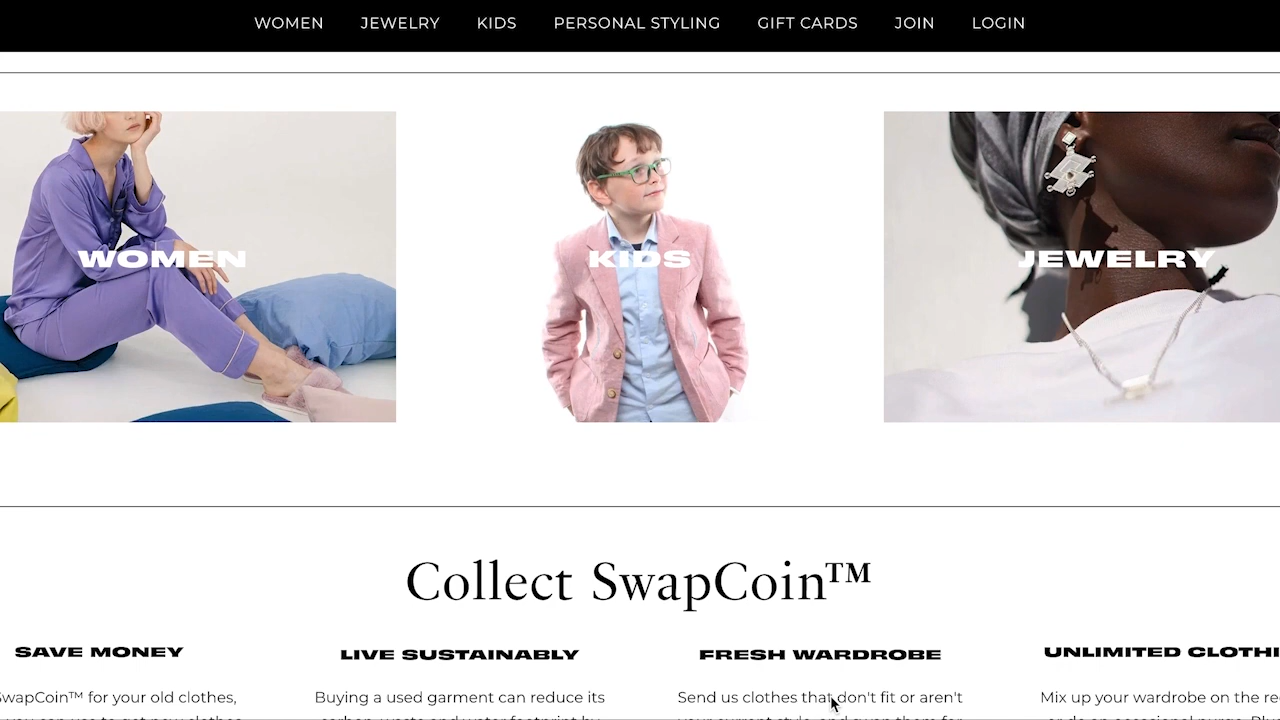 WOMEN JEWELRY KIDS PERSONAL STYLING GIFT CARDS JOIN LOGIN
WOMEN KIDS JEWELRY
Collect SwapCoin™
SAVE MONEY LIVE SUSTAINABLY FRESH WARDROBE UNLIMITED CLOTHI
SwapCoin™ for your old clothes, Buying a used garment can reduce its Send us clothes that don't fit or aren't Mix up your wardrobe on the re